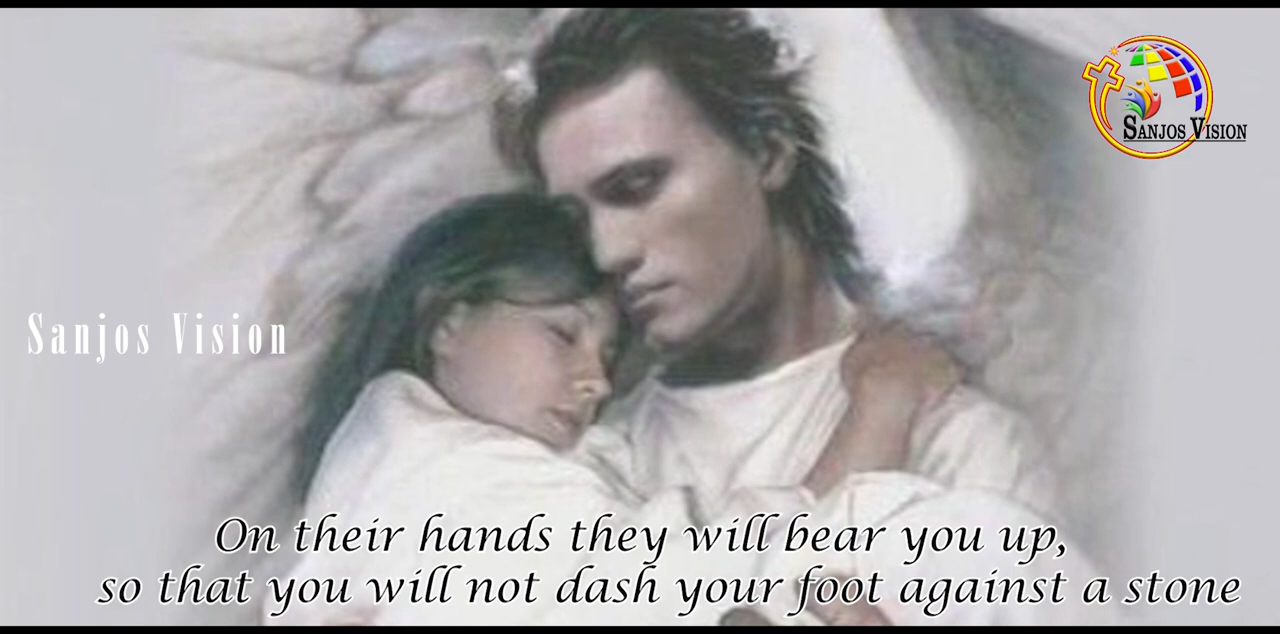 SANJOS VISION
Sanjos Vision
On their hands they will bear you up,
so that you will not dash your foot against a stone